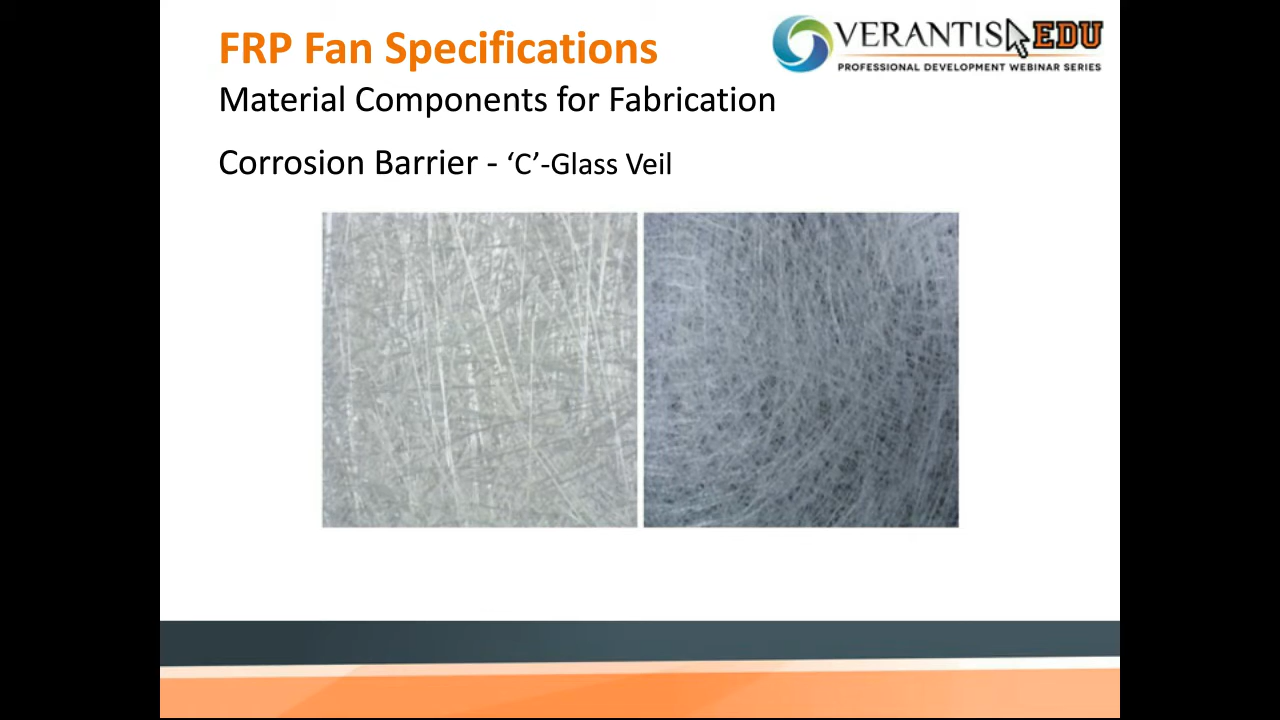 FRP Fan Specifications
VERANTIS EDU
PROFESSIONAL DEVELOPMENT WEBINAR SERIES
Material Components for Fabrication
Corrosion Barrier - ‘C’-Glass Veil